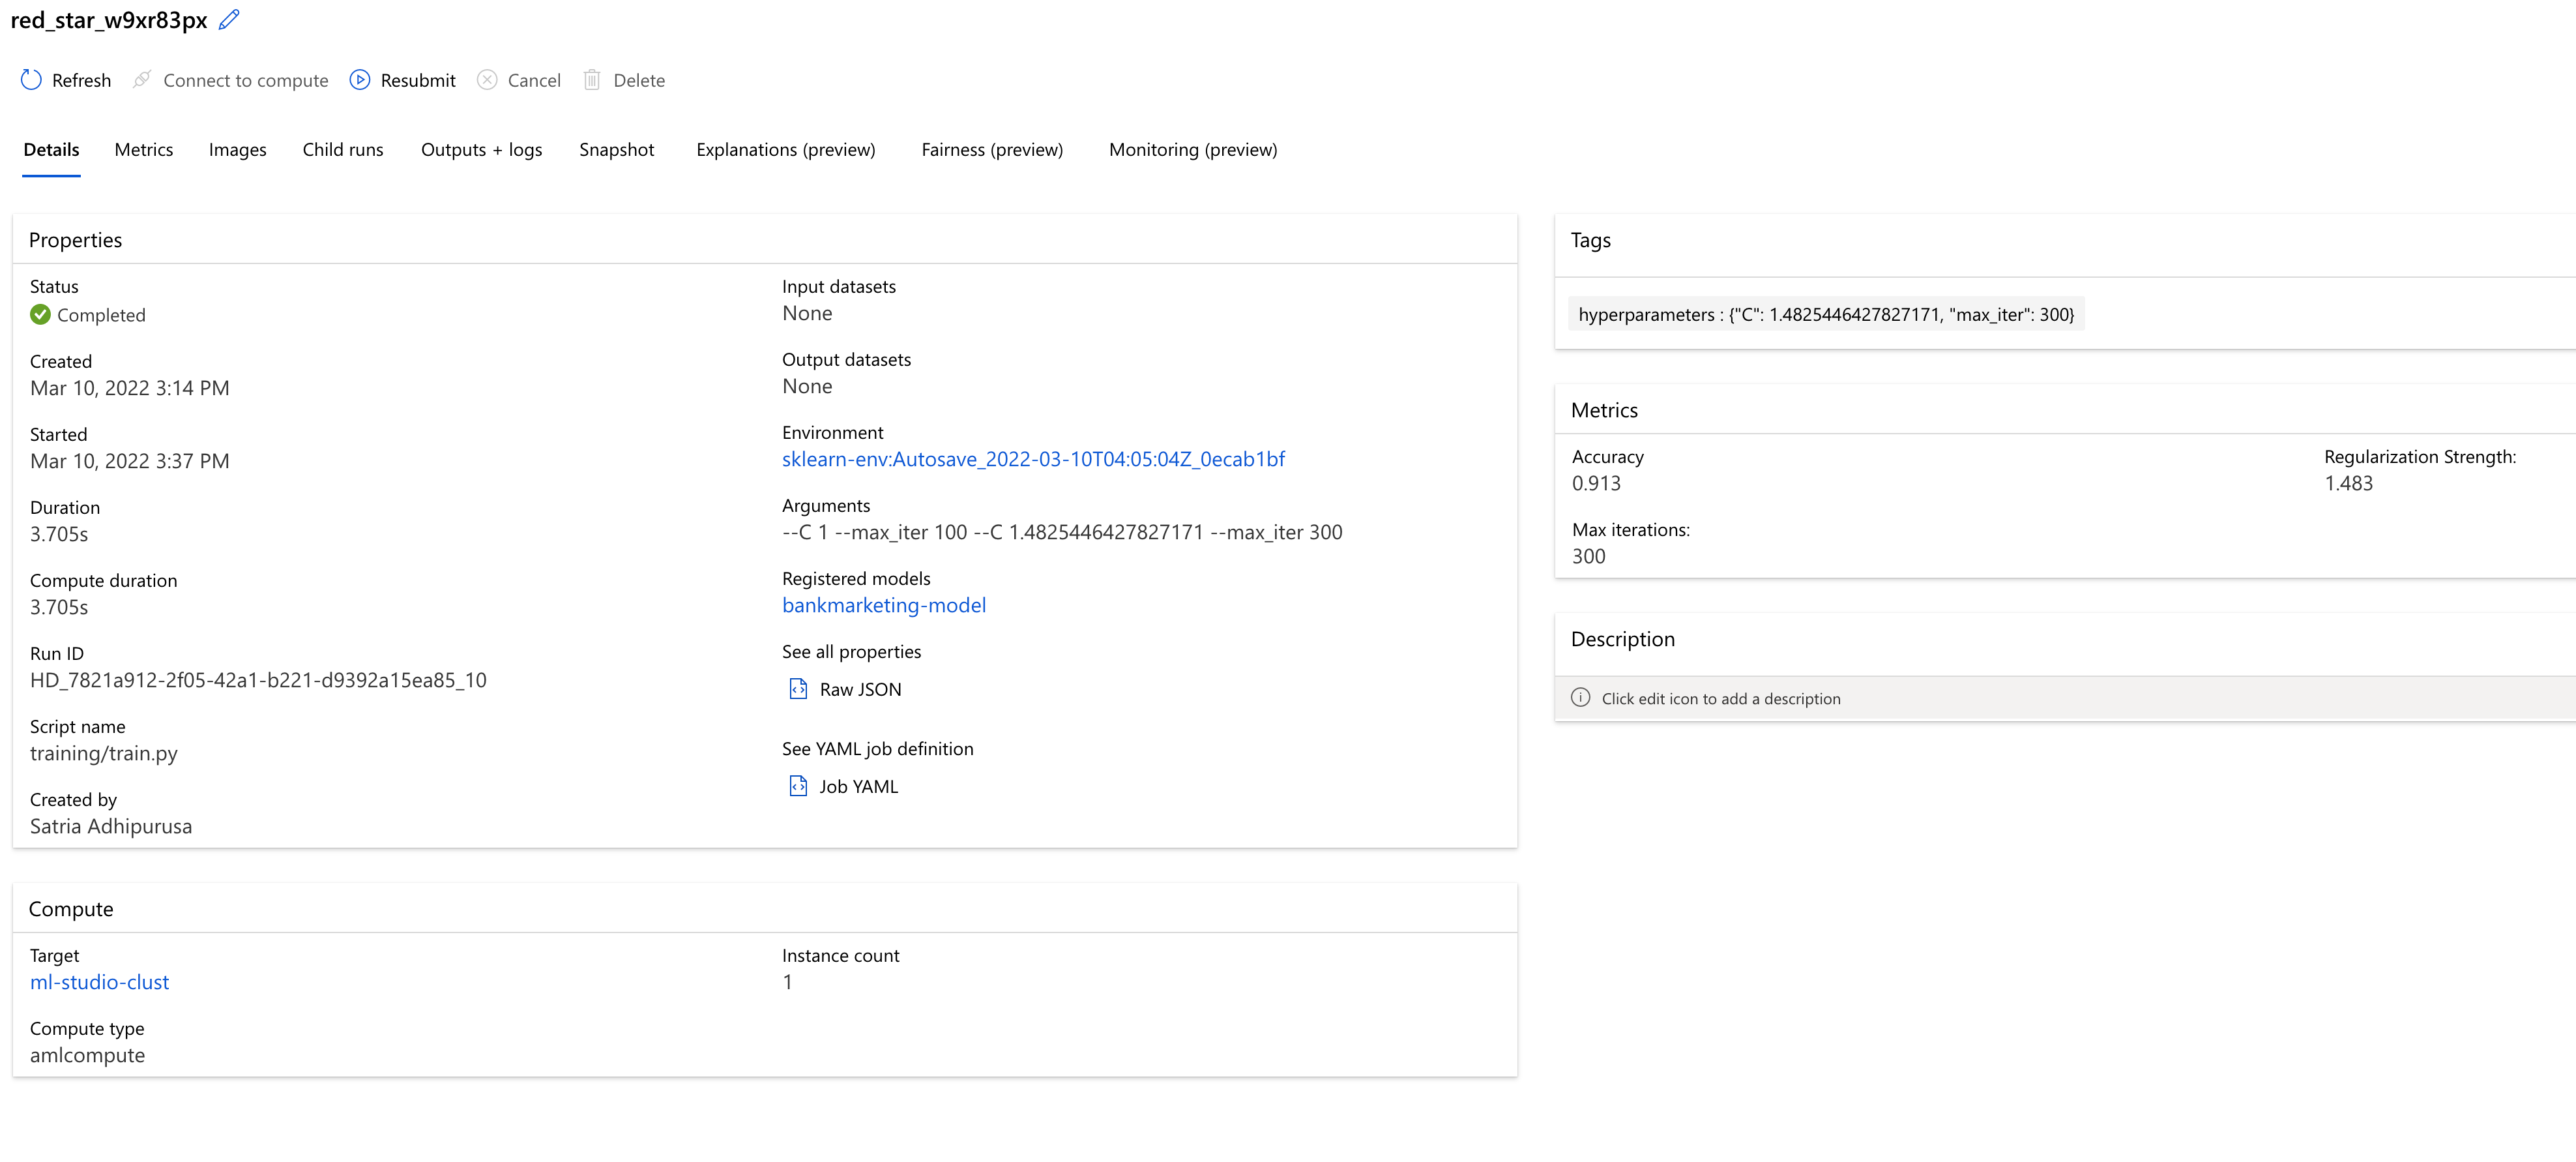 red_star_w9xr83px
Refresh Connect to compute Resubmit Cancel Delete
Details Metrics Images Child runs Outputs + logs Snapshot Explanations (preview) Fairness (preview) Monitoring (preview)
Properties
Status
Completed
Created
Mar 10, 2022 3:14 PM
Started
Mar 10, 2022 3:37 PM
Duration
3.705s
Compute duration
3.705s
Run ID
HD_7821a912-2f05-42a1-b221-d9392a15ea85_10
Script name
training/train.py
Created by
Satria Adhipurusa
Input datasets
None
Output datasets
None
Environment
sklearn-env:Autosave_2022-03-10T04:05:04Z_0ecab1bf
Arguments
--C 1 --max_iter 100 --C 1.4825446427827171 --max_iter 300
Registered models
bankmarketing-model
See all properties
Raw JSON
See YAML job definition
Job YAML
Compute
Target
ml-studio-clust
Compute type
amlcompute
Instance count
1
Tags
hyperparameters : {"C": 1.4825446427827171, "max_iter": 300}
Metrics
Accuracy
0.913
Regularization Strength:
1.483
Max iterations:
300
Description
Click edit icon to add a description